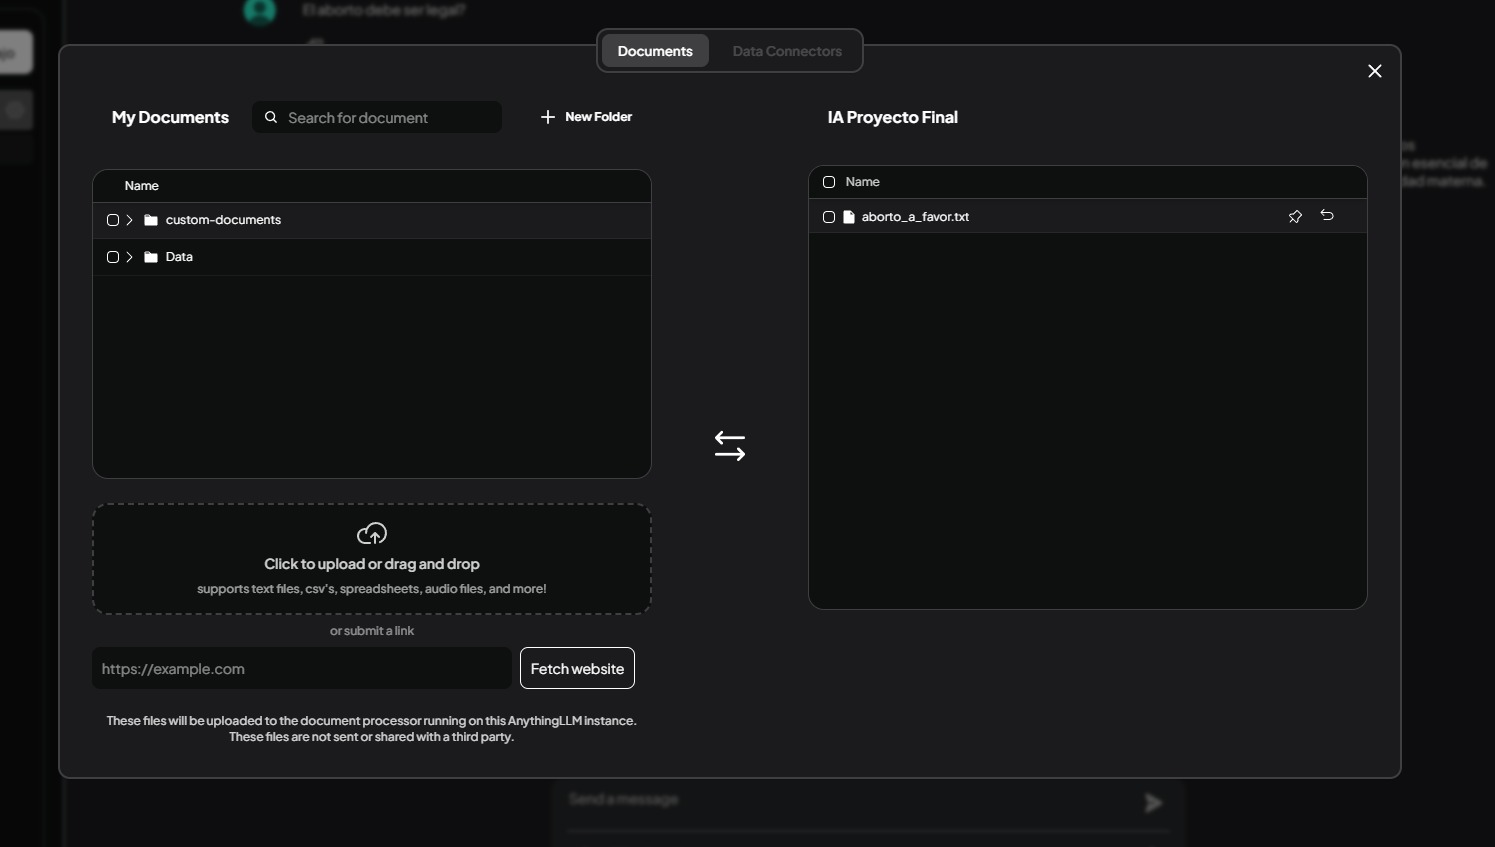 El aborto debe ser legal?
Documents
Data Connectors
My Documents
Search for document
New Folder
IA Proyecto Final
Name
custom-documents
Data
Name
aborto_a_favor.txt
n esencial de
dad materna.
Click to upload or drag and drop
supports text files, csv's, spreadsheets, audio files, and more!
or submit a link
https://example.com
Fetch website
These files will be uploaded to the document processor running on this AnythingLLM instance.
These files are not sent or shared with a third party.
Send a message